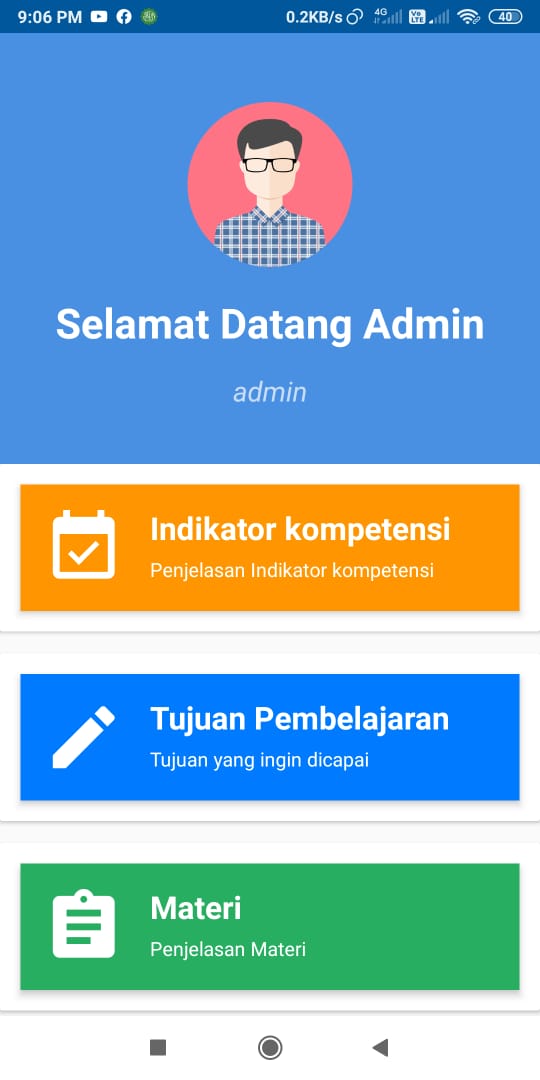 9:06 PM 0.2KB/s 4G Vo LTE 40
Selamat Datang Admin
admin
Indikator kompetensi
Penjelasan Indikator kompetensi
Tujuan Pembelajaran
Tujuan yang ingin dicapai
Materi
Penjelasan Materi